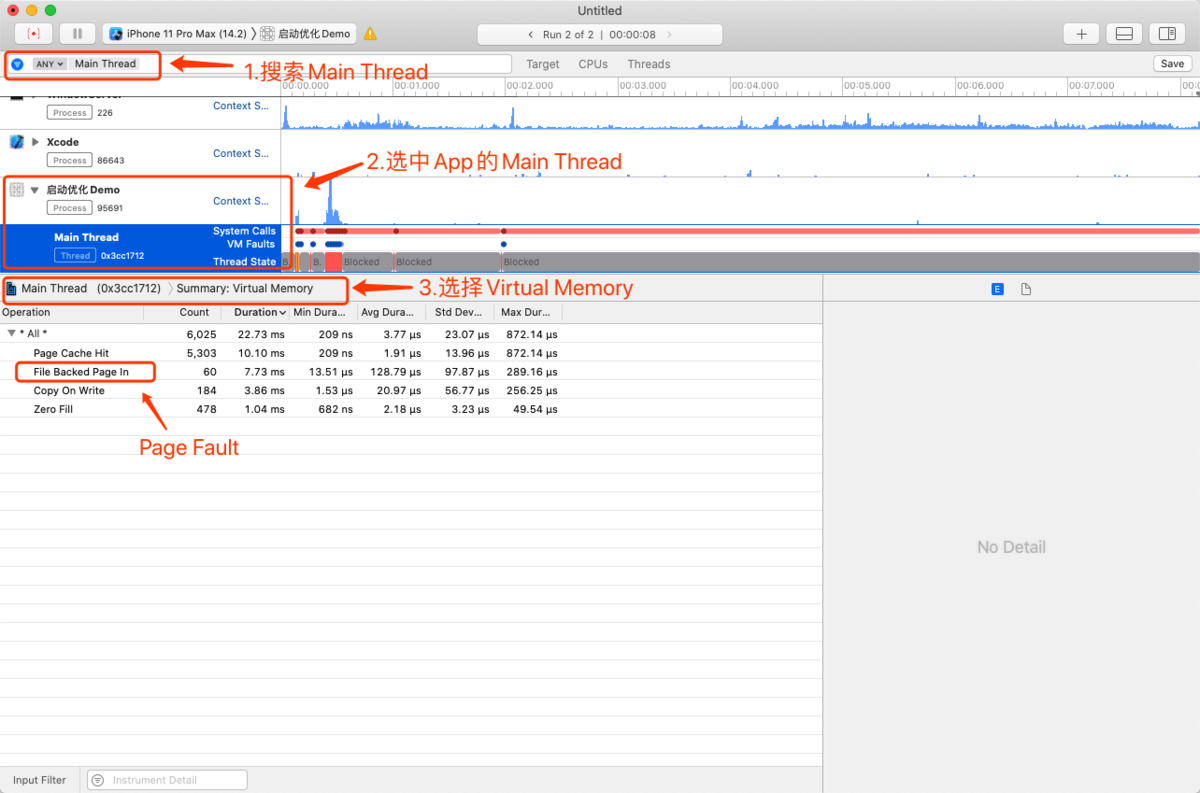 Untitled
iPhone 11 Pro Max (14.2) 〉 启动优化 Demo
Run 2 of 2 | 00:00:08
ANY Main Thread
1.搜索 Main Thread
Target CPUs Threads
Save
00:00.000 00:01.000 00:02.000 00:03.000 00:04.000 00:05.000 00:06.000 00:07.000
WindowServer
Process 226
Context S...
Xcode
Process 86643
Context S...
2.选中 App 的 Main Thread
启动优化 Demo
Process 95691
Context S...
Main Thread
Thread 0x3cc1712
System Calls
VM Faults
Thread State
B. B. Blocked Blocked Blocked
Main Thread (0x3cc1712) 〉 Summary: Virtual Memory
3.选择 Virtual Memory
E
Operation Count Duration Min Dura... Avg Dura... Std Dev... Max Dur...
* All * 6,025 22.73 ms 209 ns 3.77 µs 23.07 µs 872.14 µs
Page Cache Hit 5,303 10.10 ms 209 ns 1.91 µs 13.96 µs 872.14 µs
File Backed Page In 60 7.73 ms 13.51 µs 128.79 µs 97.87 µs 289.16 µs
Copy On Write 184 3.86 ms 1.53 µs 20.97 µs 56.77 µs 256.25 µs
Zero Fill 478 1.04 ms 682 ns 2.18 µs 3.23 µs 49.54 µs
Page Fault
No Detail
Input Filter
Instrument Detail